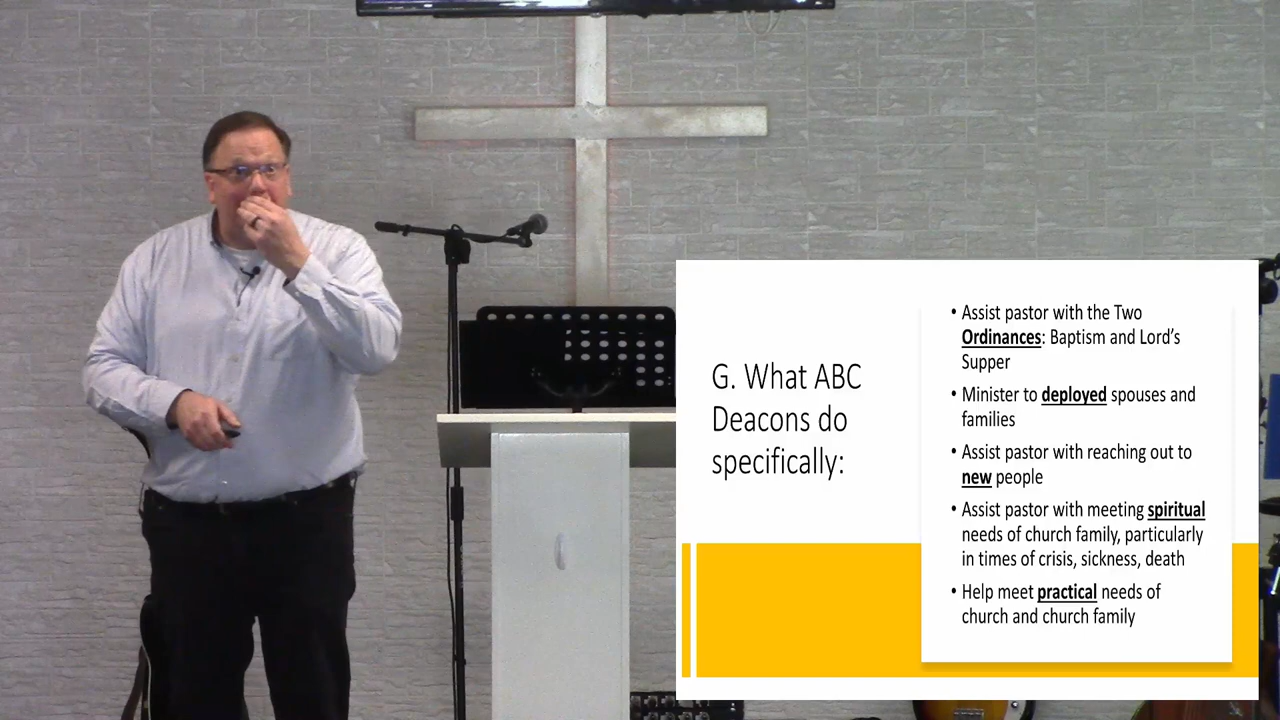 G. What ABC
Deacons do
specifically:
• Assist pastor with the Two
Ordinances: Baptism and Lord's
Supper
• Minister to deployed spouses and
families
• Assist pastor with reaching out to
new people
• Assist pastor with meeting spiritual
needs of church family, particularly
in times of crisis, sickness, death
• Help meet practical needs of
church and church family